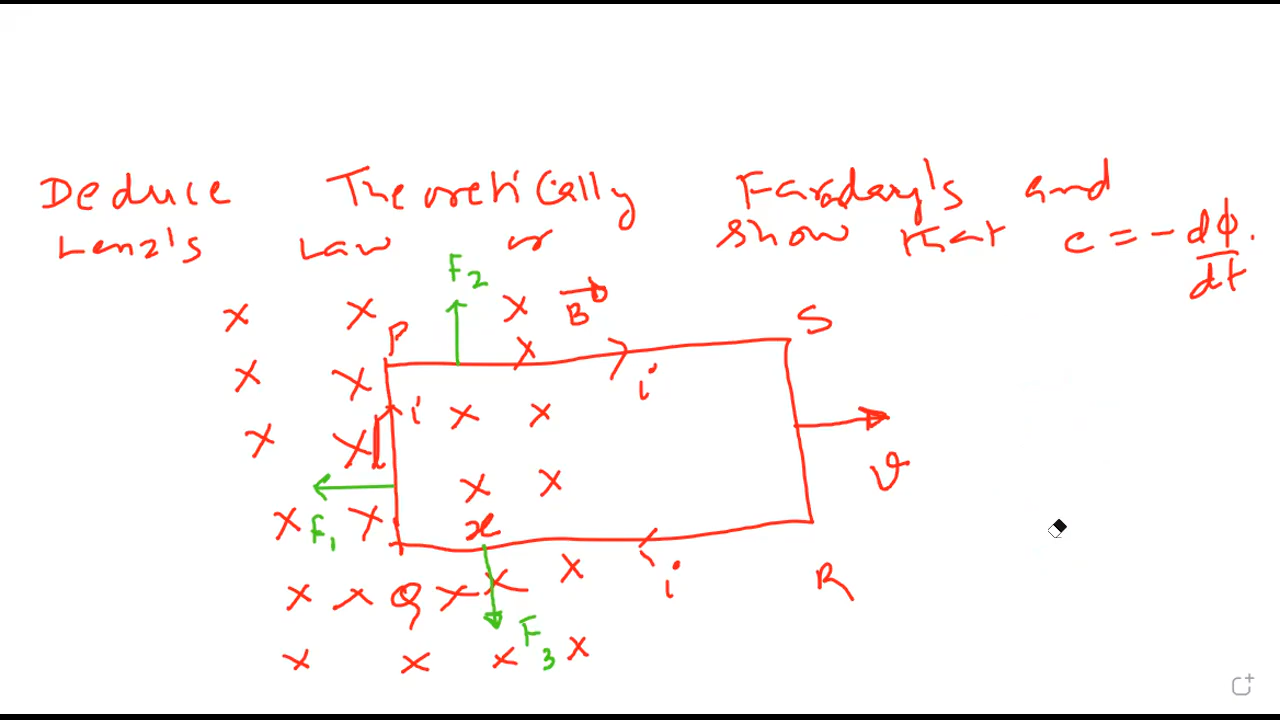 Deduce Theoretically Faraday's and
Lenz's Law or show that e = - dϕ/dt.
F2
B
P
S
i
i
l
v
F1
x
Q
i
R
F3